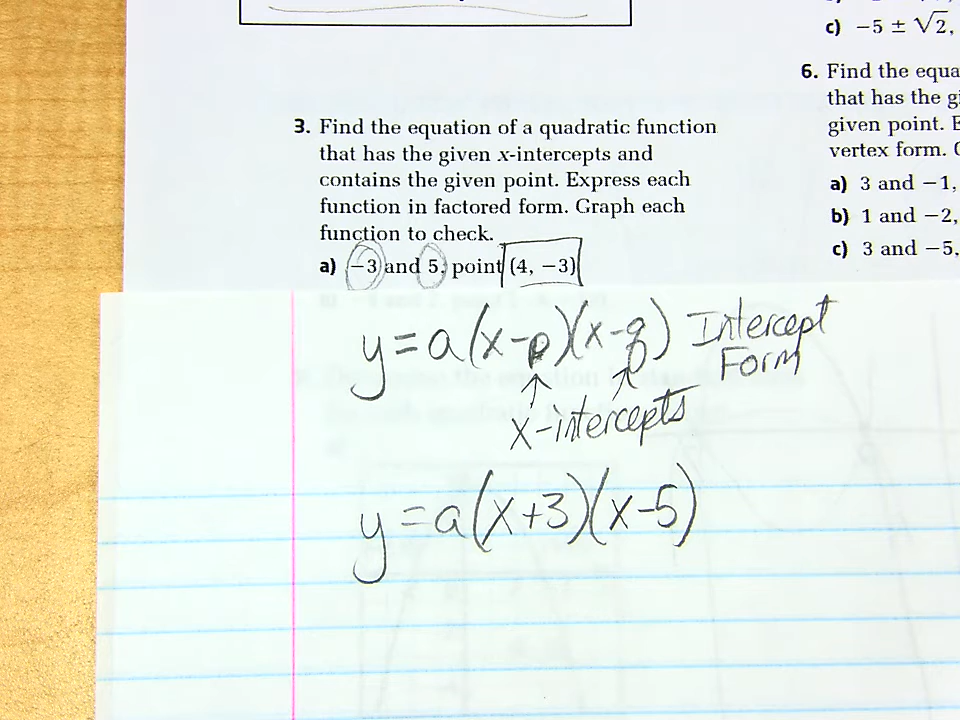 3. Find the equation of a quadratic function
that has the given x-intercepts and
contains the given point. Express each
function in factored form. Graph each
function to check.
a) −3 and 5, point (4, −3)
y = a(x-p)(x-q) Intercept
Form
x-intercepts
y = a(x+3)(x-5)
c) −5 ± √2,
6. Find the equa
that has the gi
given point. E
vertex form. G
a) 3 and −1,
b) 1 and −2,
c) 3 and −5,